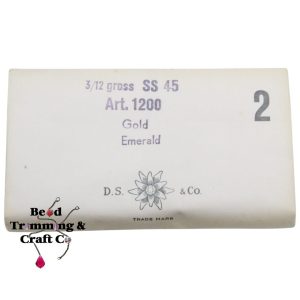 3/12 gross SS 45
Art. 1200
2
Gold
Emerald
D.S. & Co.
TRADE MARK
Bead
Trimming &
Craft Co